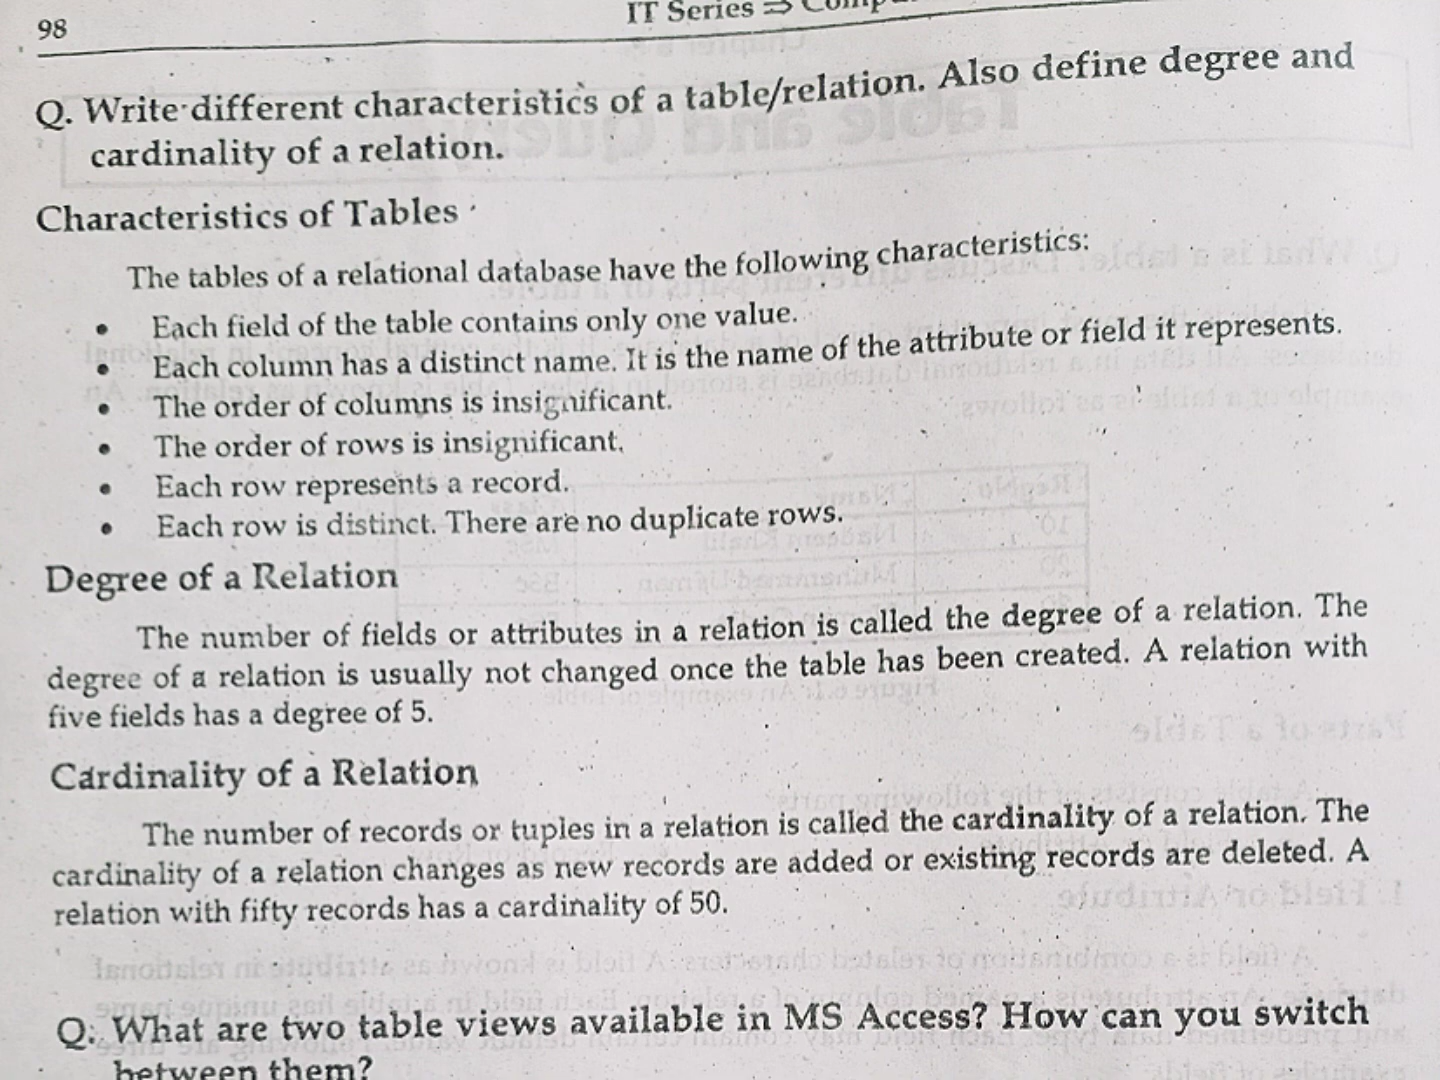 98
IT Series ⇒
Q. Write different characteristics of a table/relation. Also define degree and
cardinality of a relation.
Characteristics of Tables
The tables of a relational database have the following characteristics:
• Each field of the table contains only one value.
• Each column has a distinct name. It is the name of the attribute or field it represents.
• The order of columns is insignificant.
• The order of rows is insignificant.
• Each row represents a record.
• Each row is distinct. There are no duplicate rows.
Degree of a Relation
The number of fields or attributes in a relation is called the degree of a relation. The
degree of a relation is usually not changed once the table has been created. A relation with
five fields has a degree of 5.
Cardinality of a Relation
The number of records or tuples in a relation is called the cardinality of a relation. The
cardinality of a relation changes as new records are added or existing records are deleted. A
relation with fifty records has a cardinality of 50.
Q. What are two table views available in MS Access? How can you switch
between them?